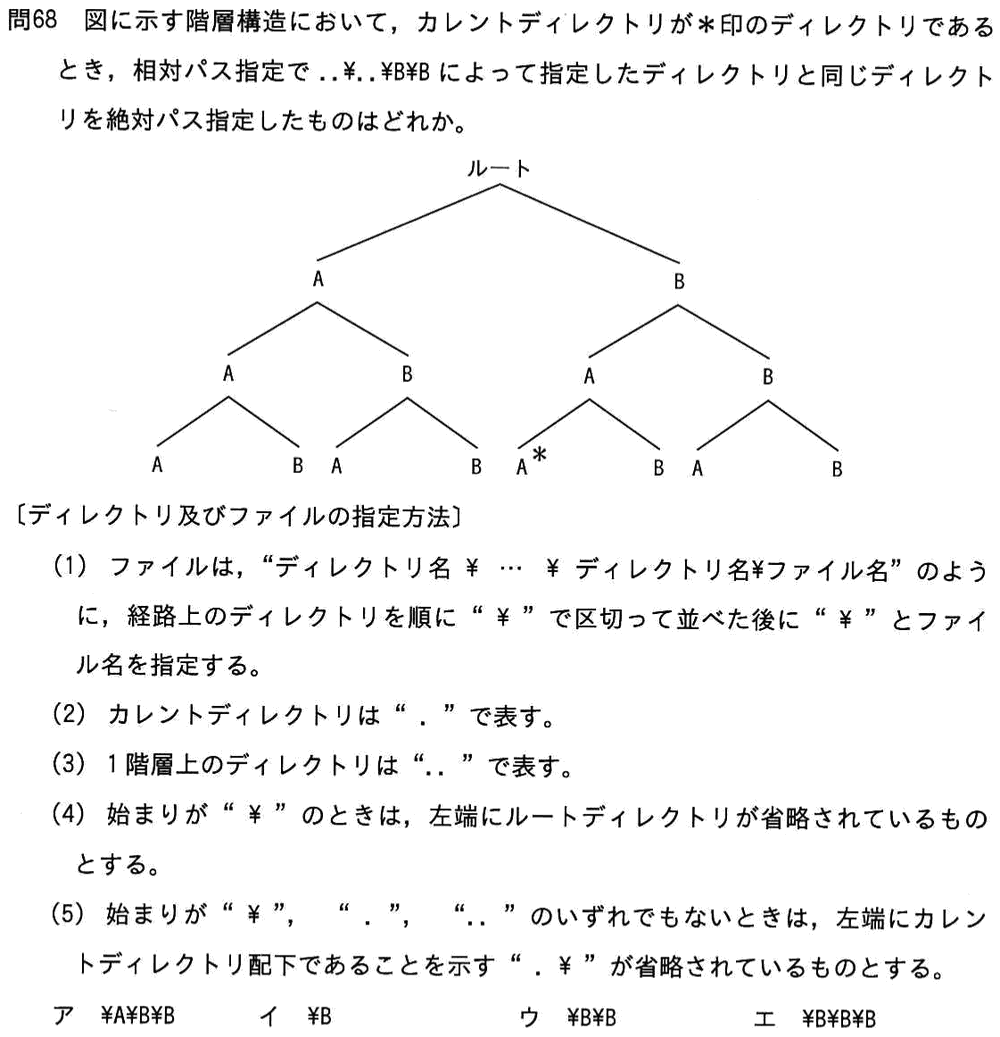 問68 図に示す階層構造において，カレントディレクトリが＊印のディレクトリである
とき，相対パス指定で ..¥..¥B¥B によって指定したディレクトリと同じディレクト
リを絶対パス指定したものはどれか。
ルート
A B
A B A B
A B A B A＊ B A B
〔ディレクトリ及びファイルの指定方法〕
(1) ファイルは，“ディレクトリ名 ¥ … ¥ ディレクトリ名¥ファイル名” のよう
に，経路上のディレクトリを順に “ ¥ ” で区切って並べた後に “ ¥ ” とファイ
ル名を指定する。
(2) カレントディレクトリは “ . ” で表す。
(3) 1階層上のディレクトリは “.. ” で表す。
(4) 始まりが “ ¥ ” のときは，左端にルートディレクトリが省略されているもの
とする。
(5) 始まりが “ ¥ ”， “ . ”， “.. ” のいずれでもないときは，左端にカレン
トディレクトリ配下であることを示す “ . ¥ ” が省略されているものとする。
ア ¥A¥B¥B イ ¥B ウ ¥B¥B エ ¥B¥B¥B